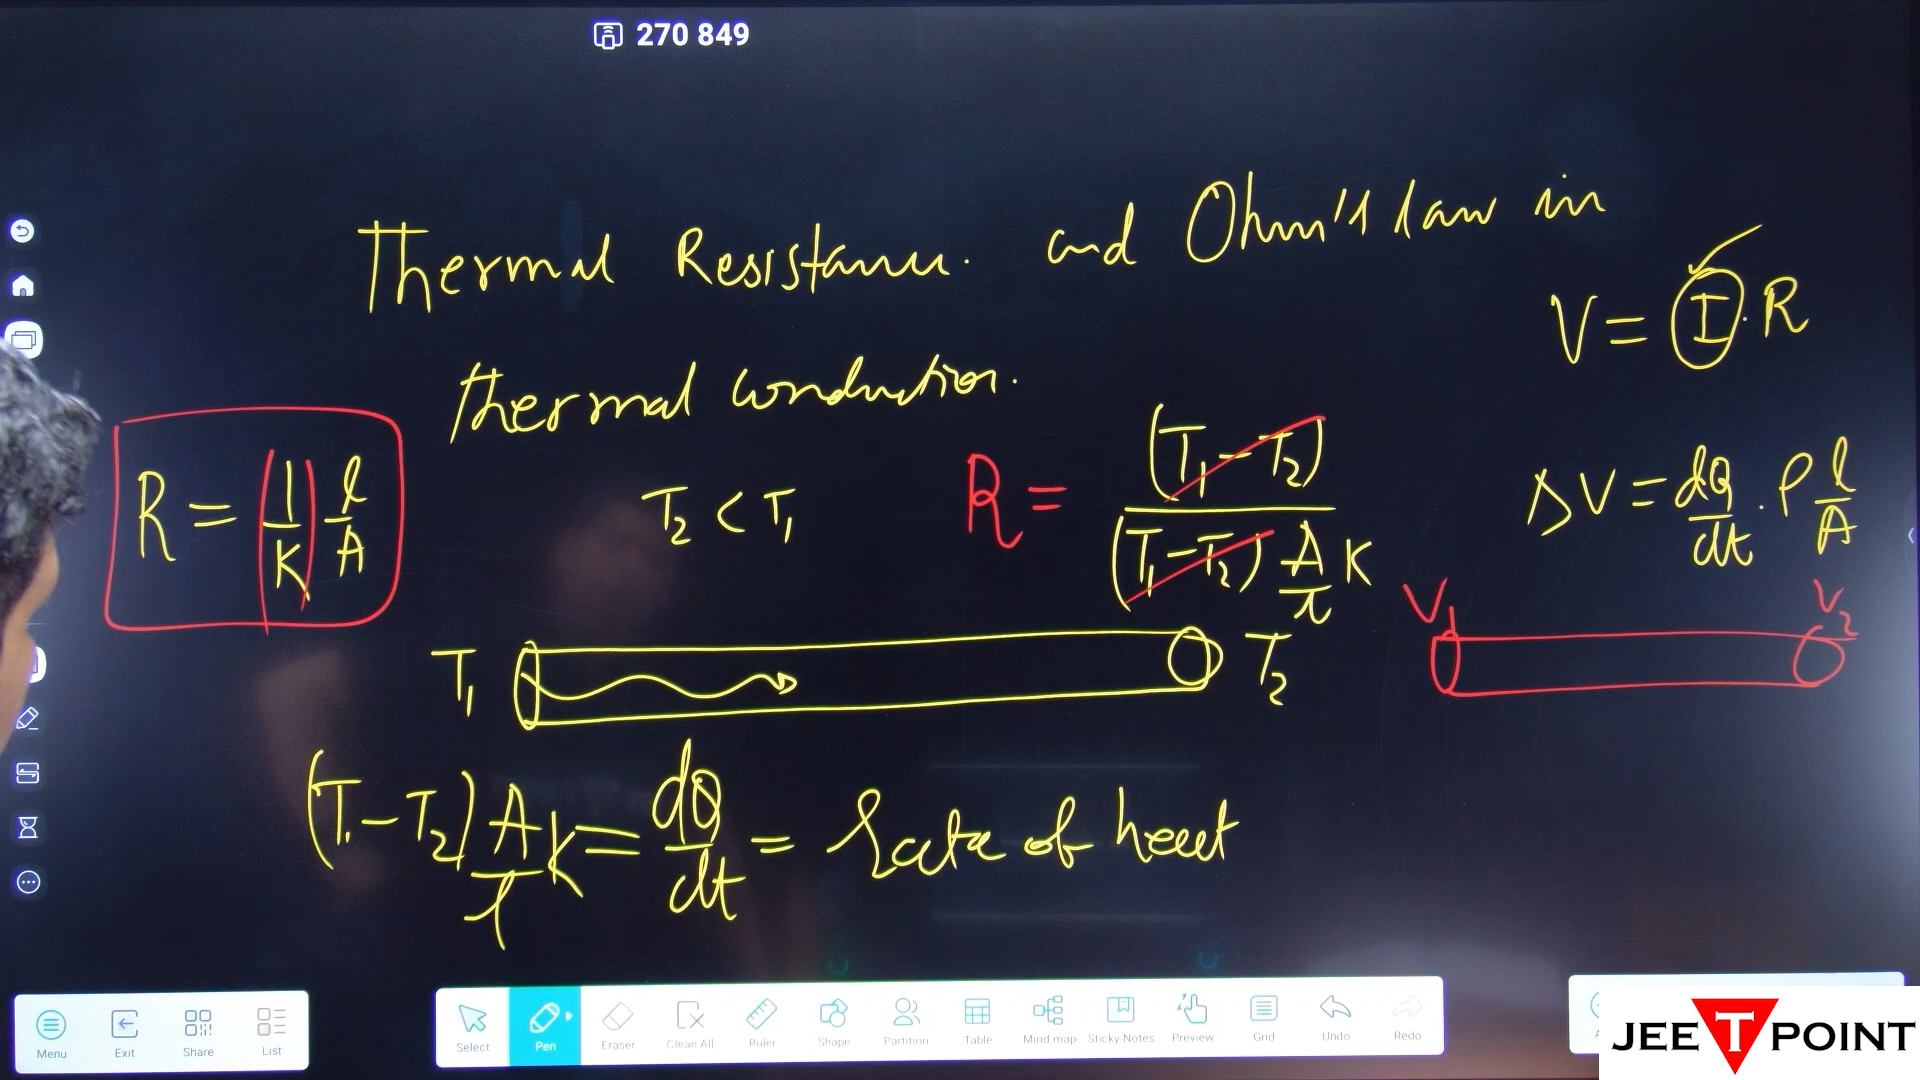 270 849
Thermal Resistance. and Ohm's law in
thermal conduction.
V = I . R
R = 1/K l/A
T₂ < T₁
R = (T₁ - T₂) / (T₁ - T₂) A/l K
ΔV = dQ/dt . ρ l/A
T₁ T₂
V₁ V₂
(T₁ - T₂) A/l K = dQ/dt = rate of heat
Menu Exit Share List
Select Pen Eraser Clean All Ruler Shape Partition Table Mind map Sticky-Notes Preview Grid Undo Redo
JEE T POINT